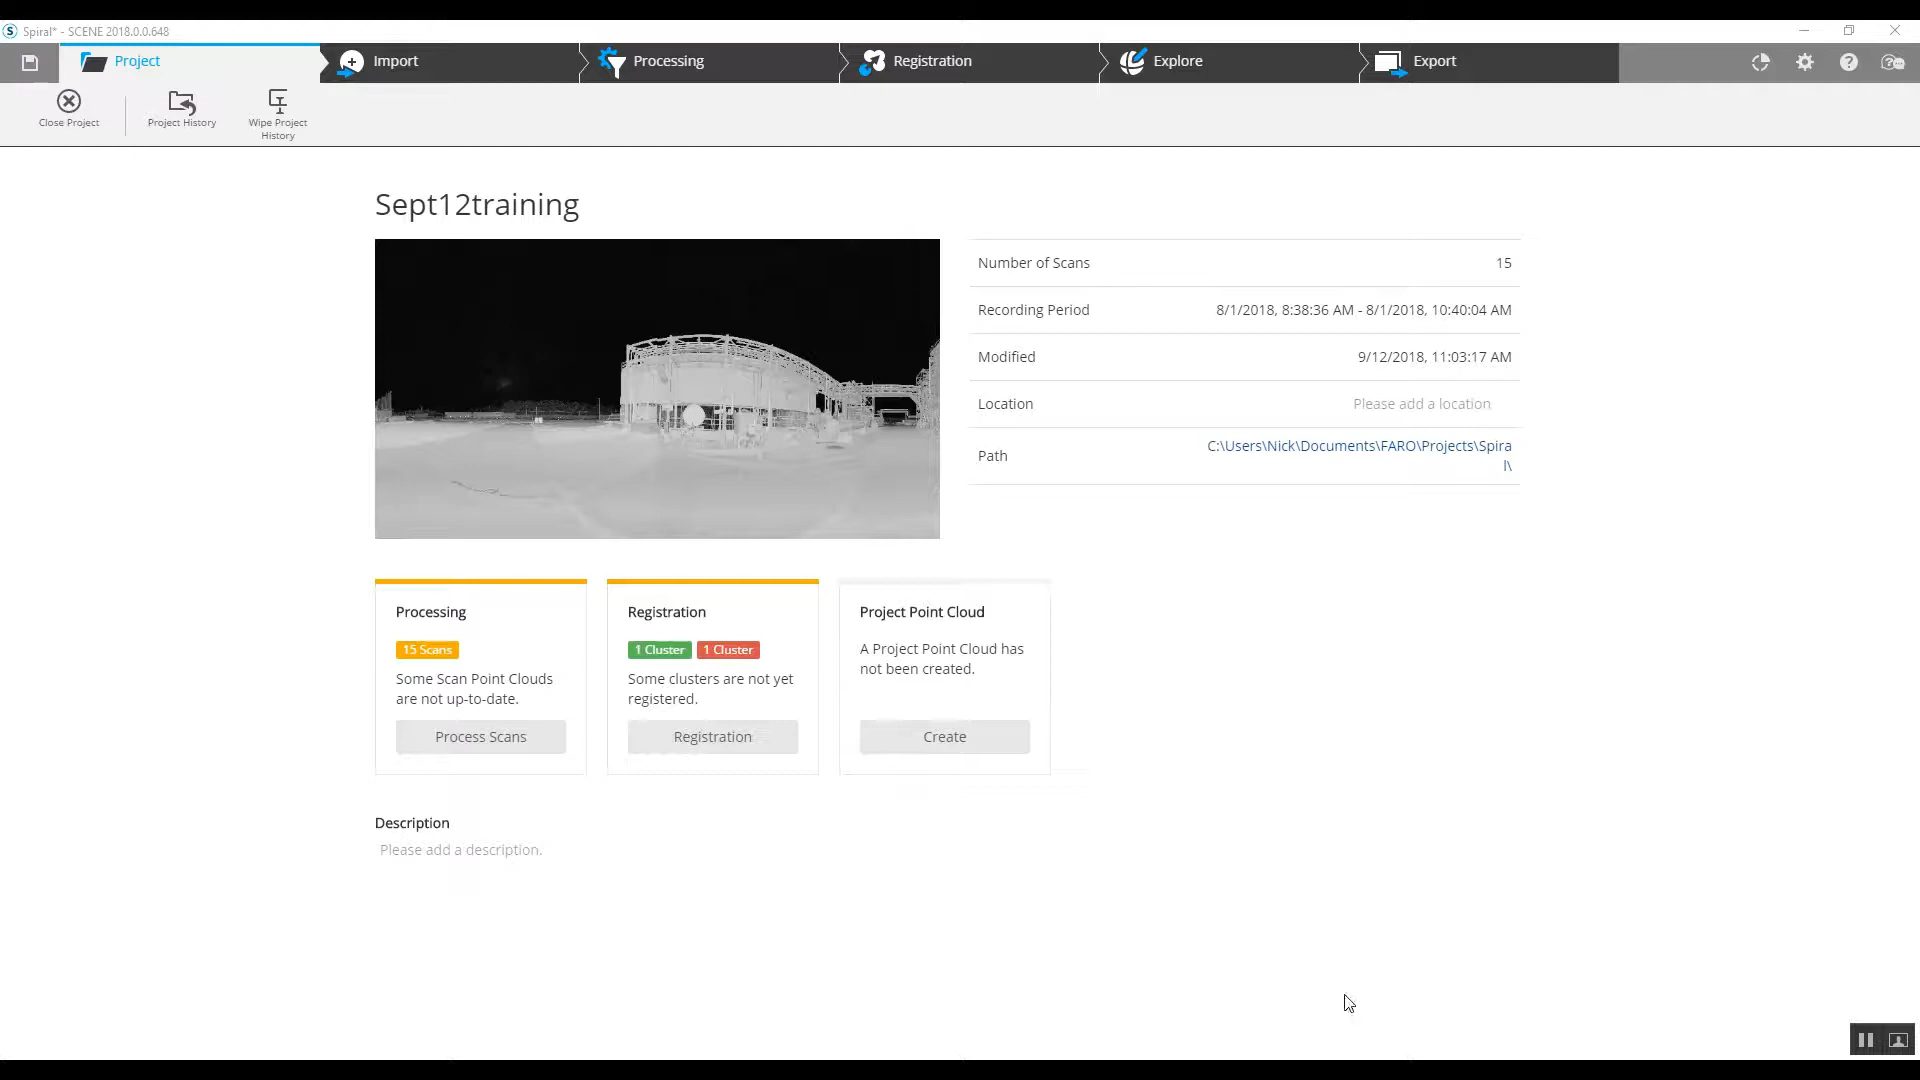 Spiral* - SCENE 2018.0.0.648
Project
Import
Processing
Registration
Explore
Export
Close Project
Project History
Wipe Project
History
Sept12training
Number of Scans 15
Recording Period 8/1/2018, 8:38:36 AM - 8/1/2018, 10:40:04 AM
Modified 9/12/2018, 11:03:17 AM
Location Please add a location
Path C:\Users\Nick\Documents\FARO\Projects\Spira
l\
Processing
15 Scans
Some Scan Point Clouds
are not up-to-date.
Process Scans
Registration
1 Cluster 1 Cluster
Some clusters are not yet
registered.
Registration
Project Point Cloud
A Project Point Cloud has
not been created.
Create
Description
Please add a description.